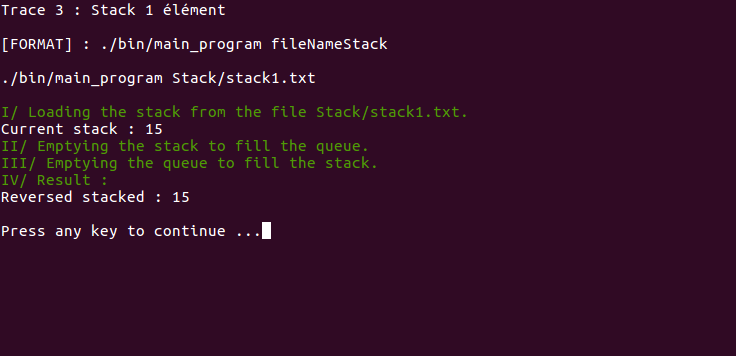 Trace 3 : Stack 1 élément
[FORMAT] : ./bin/main_program fileNameStack
./bin/main_program Stack/stack1.txt
I/ Loading the stack from the file Stack/stack1.txt.
Current stack : 15
II/ Emptying the stack to fill the queue.
III/ Emptying the queue to fill the stack.
IV/ Result :
Reversed stacked : 15
Press any key to continue ...